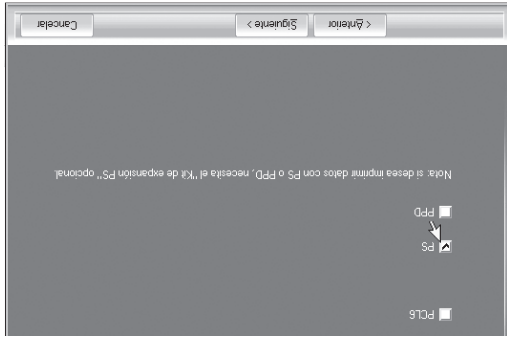 PCL6
PS
PPD
Nota: si desea imprimir datos con PS o PPD, necesita el "Kit de expansión PS" opcional.
< Anterior
Siguiente >
Cancelar